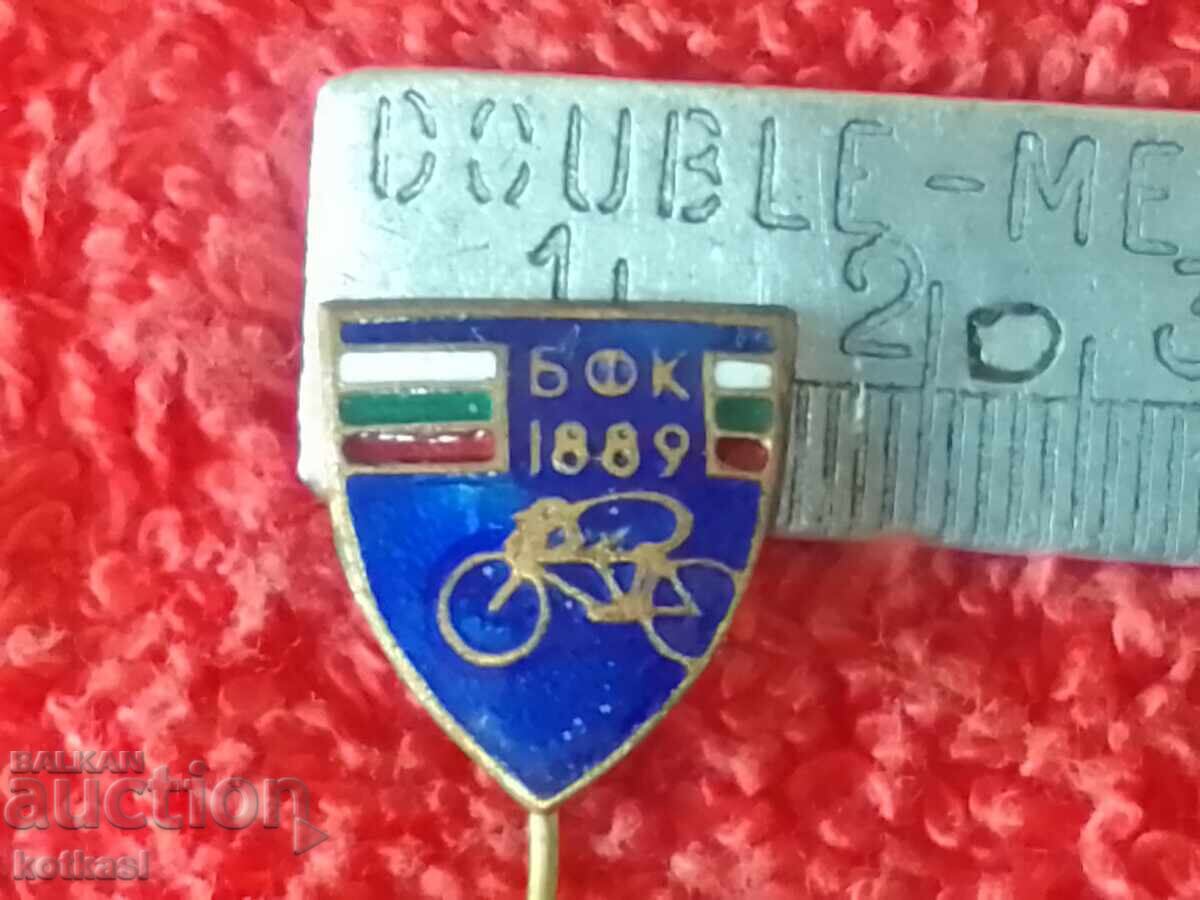 DOUBLE-ME
1 2 3
БФК
1889
BALKAN
auction
kotkasl